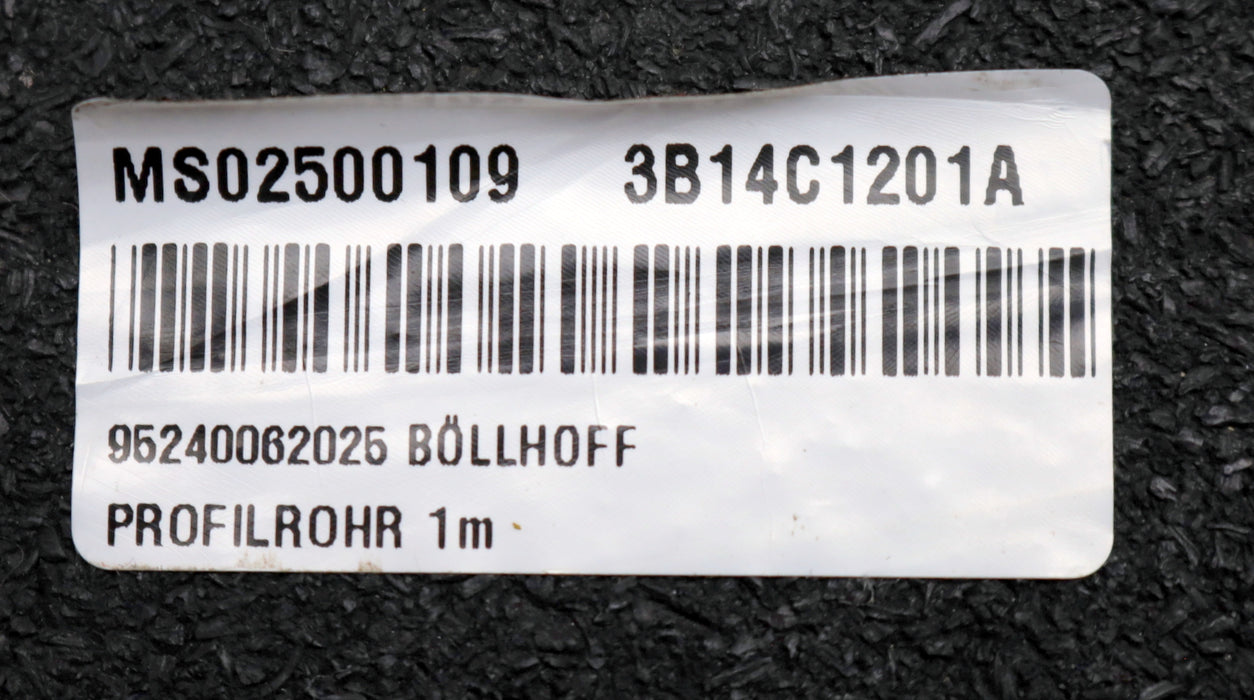 MS02500109 3B14C1201A
95240062025 BÖLLHOFF
PROFILROHR 1m